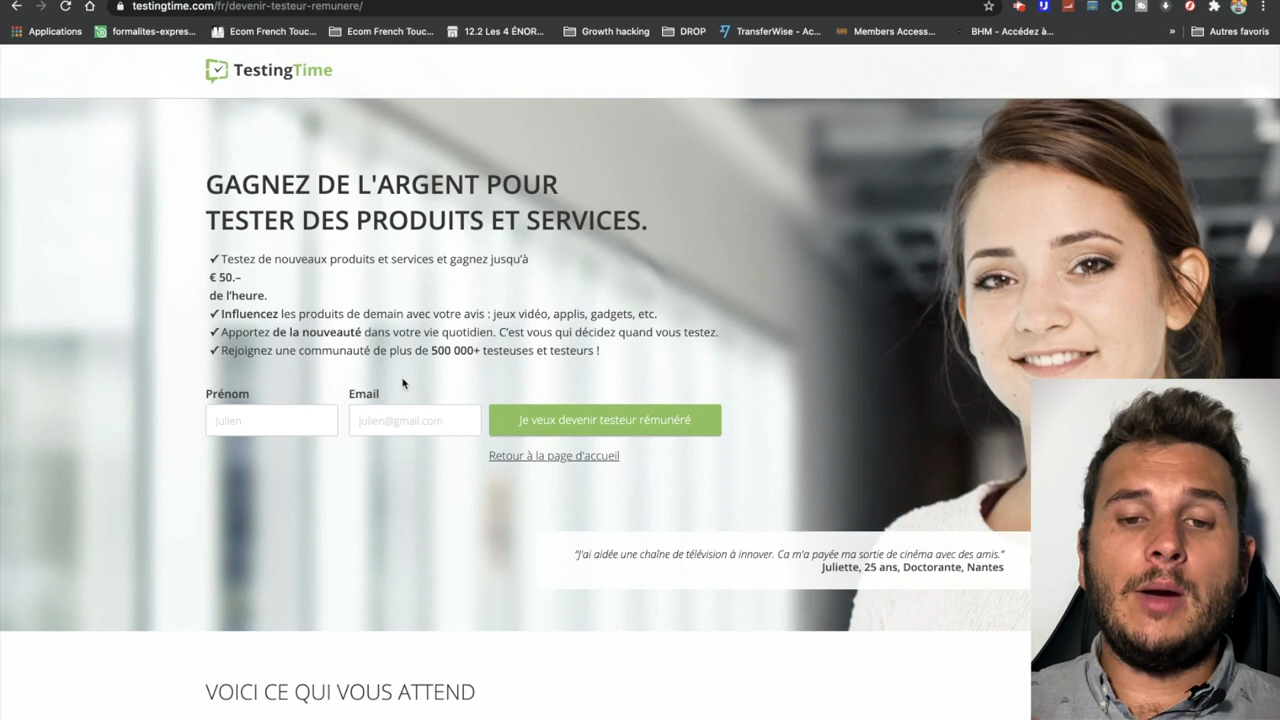 testingtime.com/fr/devenir-testeur-remunere/
Applications
formalites-expres...
Ecom French Touc...
Ecom French Touc...
12.2 Les 4 ÉNOR...
Growth hacking
DROP
TransferWise - Ac...
Members Access...
BHM - Accédez à...
»
Autres favoris
TestingTime
GAGNEZ DE L'ARGENT POUR
TESTER DES PRODUITS ET SERVICES.
✓Testez de nouveaux produits et services et gagnez jusqu'à
€ 50.–
de l'heure.
✓Influencez les produits de demain avec votre avis : jeux vidéo, applis, gadgets, etc.
✓Apportez de la nouveauté dans votre vie quotidien. C'est vous qui décidez quand vous testez.
✓Rejoignez une communauté de plus de 500 000+ testeuses et testeurs !
Prénom
Email
Julien
julien@gmail.com
Je veux devenir testeur rémunéré
Retour à la page d'accueil
“J'ai aidée une chaîne de télévision à innover. Ca m'a payée ma sortie de cinéma avec des amis.”
Juliette, 25 ans, Doctorante, Nantes
VOICI CE QUI VOUS ATTEND